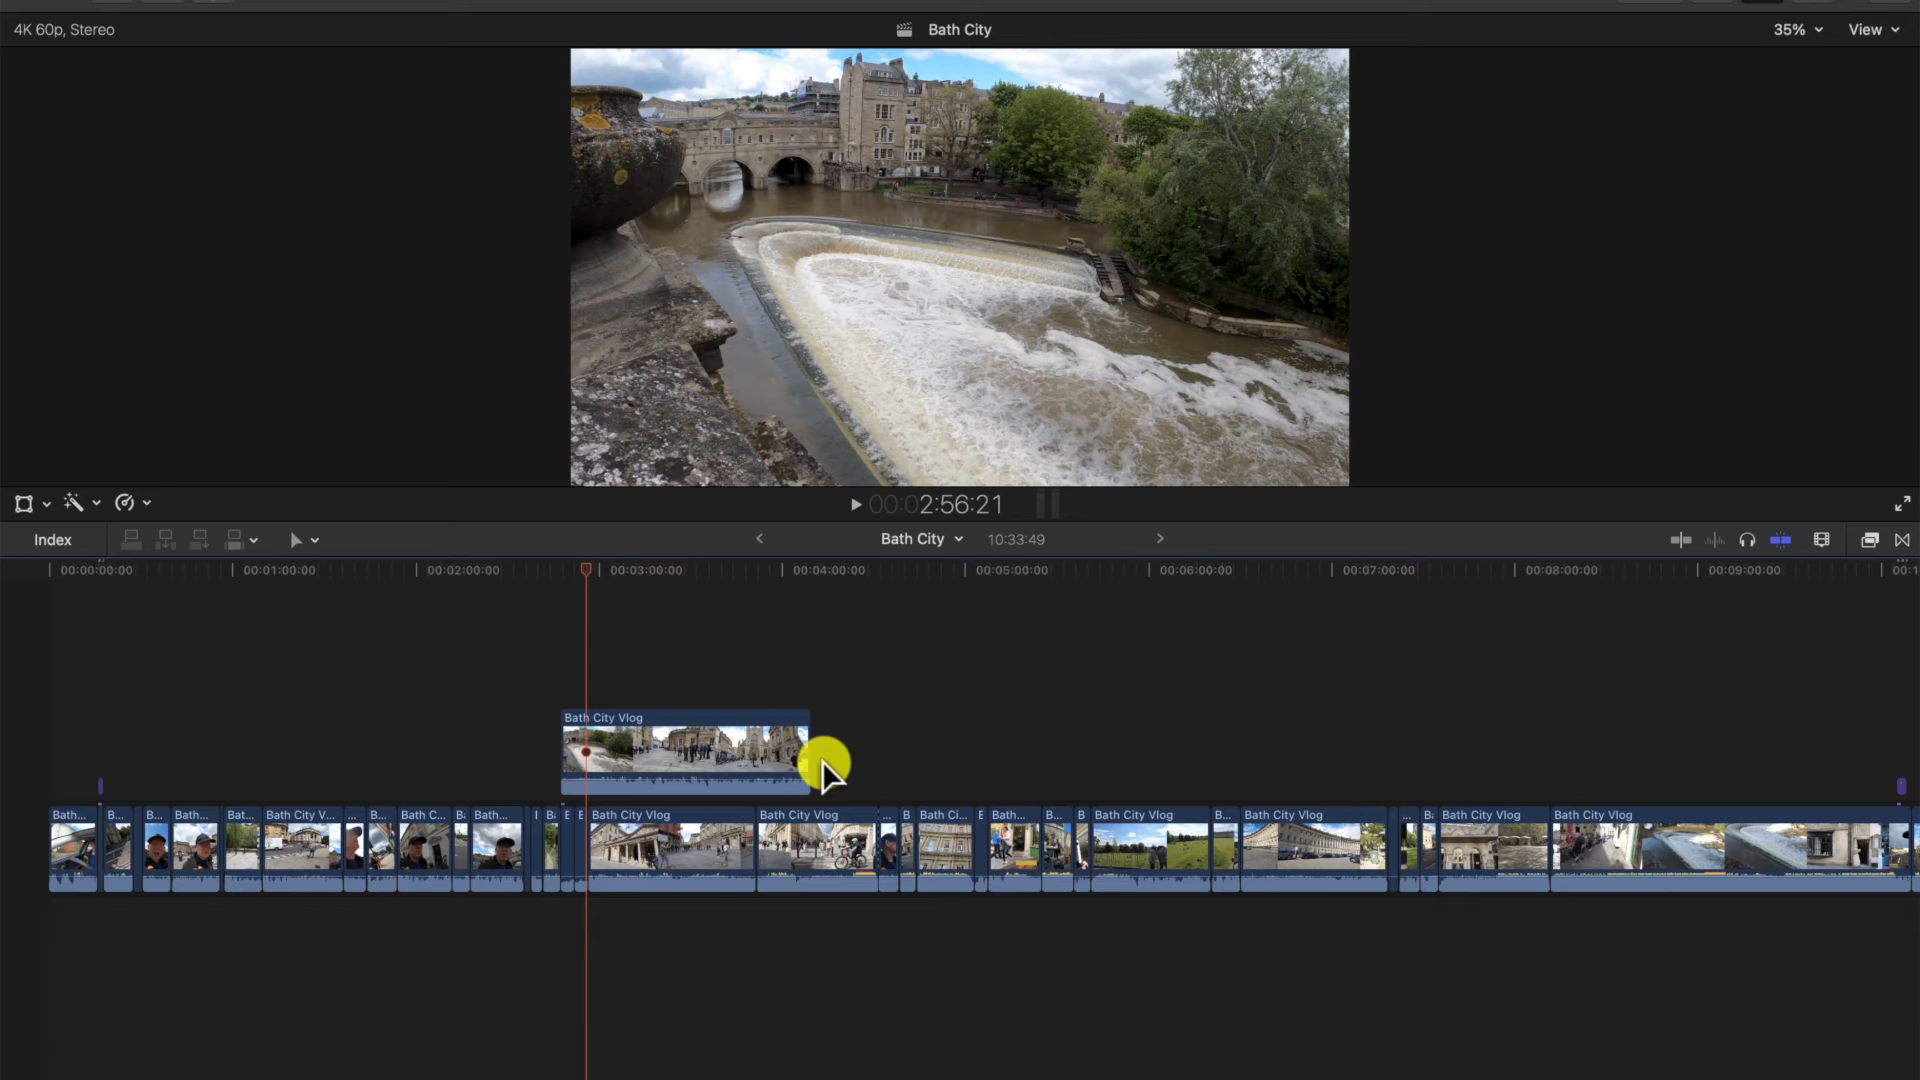 4K 60p, Stereo
Bath City
35%
View
00:02:56:21
Index
Bath City
10:33:49
00:00:00:00
00:01:00:00
00:02:00:00
00:03:00:00
00:04:00:00
00:05:00:00
00:06:00:00
00:07:00:00
00:08:00:00
00:09:00:00
00:1
Bath City Vlog
Bath... B... B... Bath... Bat... Bath City V... ... B... Bath C... B Bath... B B B Bath City Vlog Bath City Vlog ... B Bath Ci... B Bath... B... B Bath City Vlog B... Bath City Vlog ... B Bath City Vlog Bath City Vlog